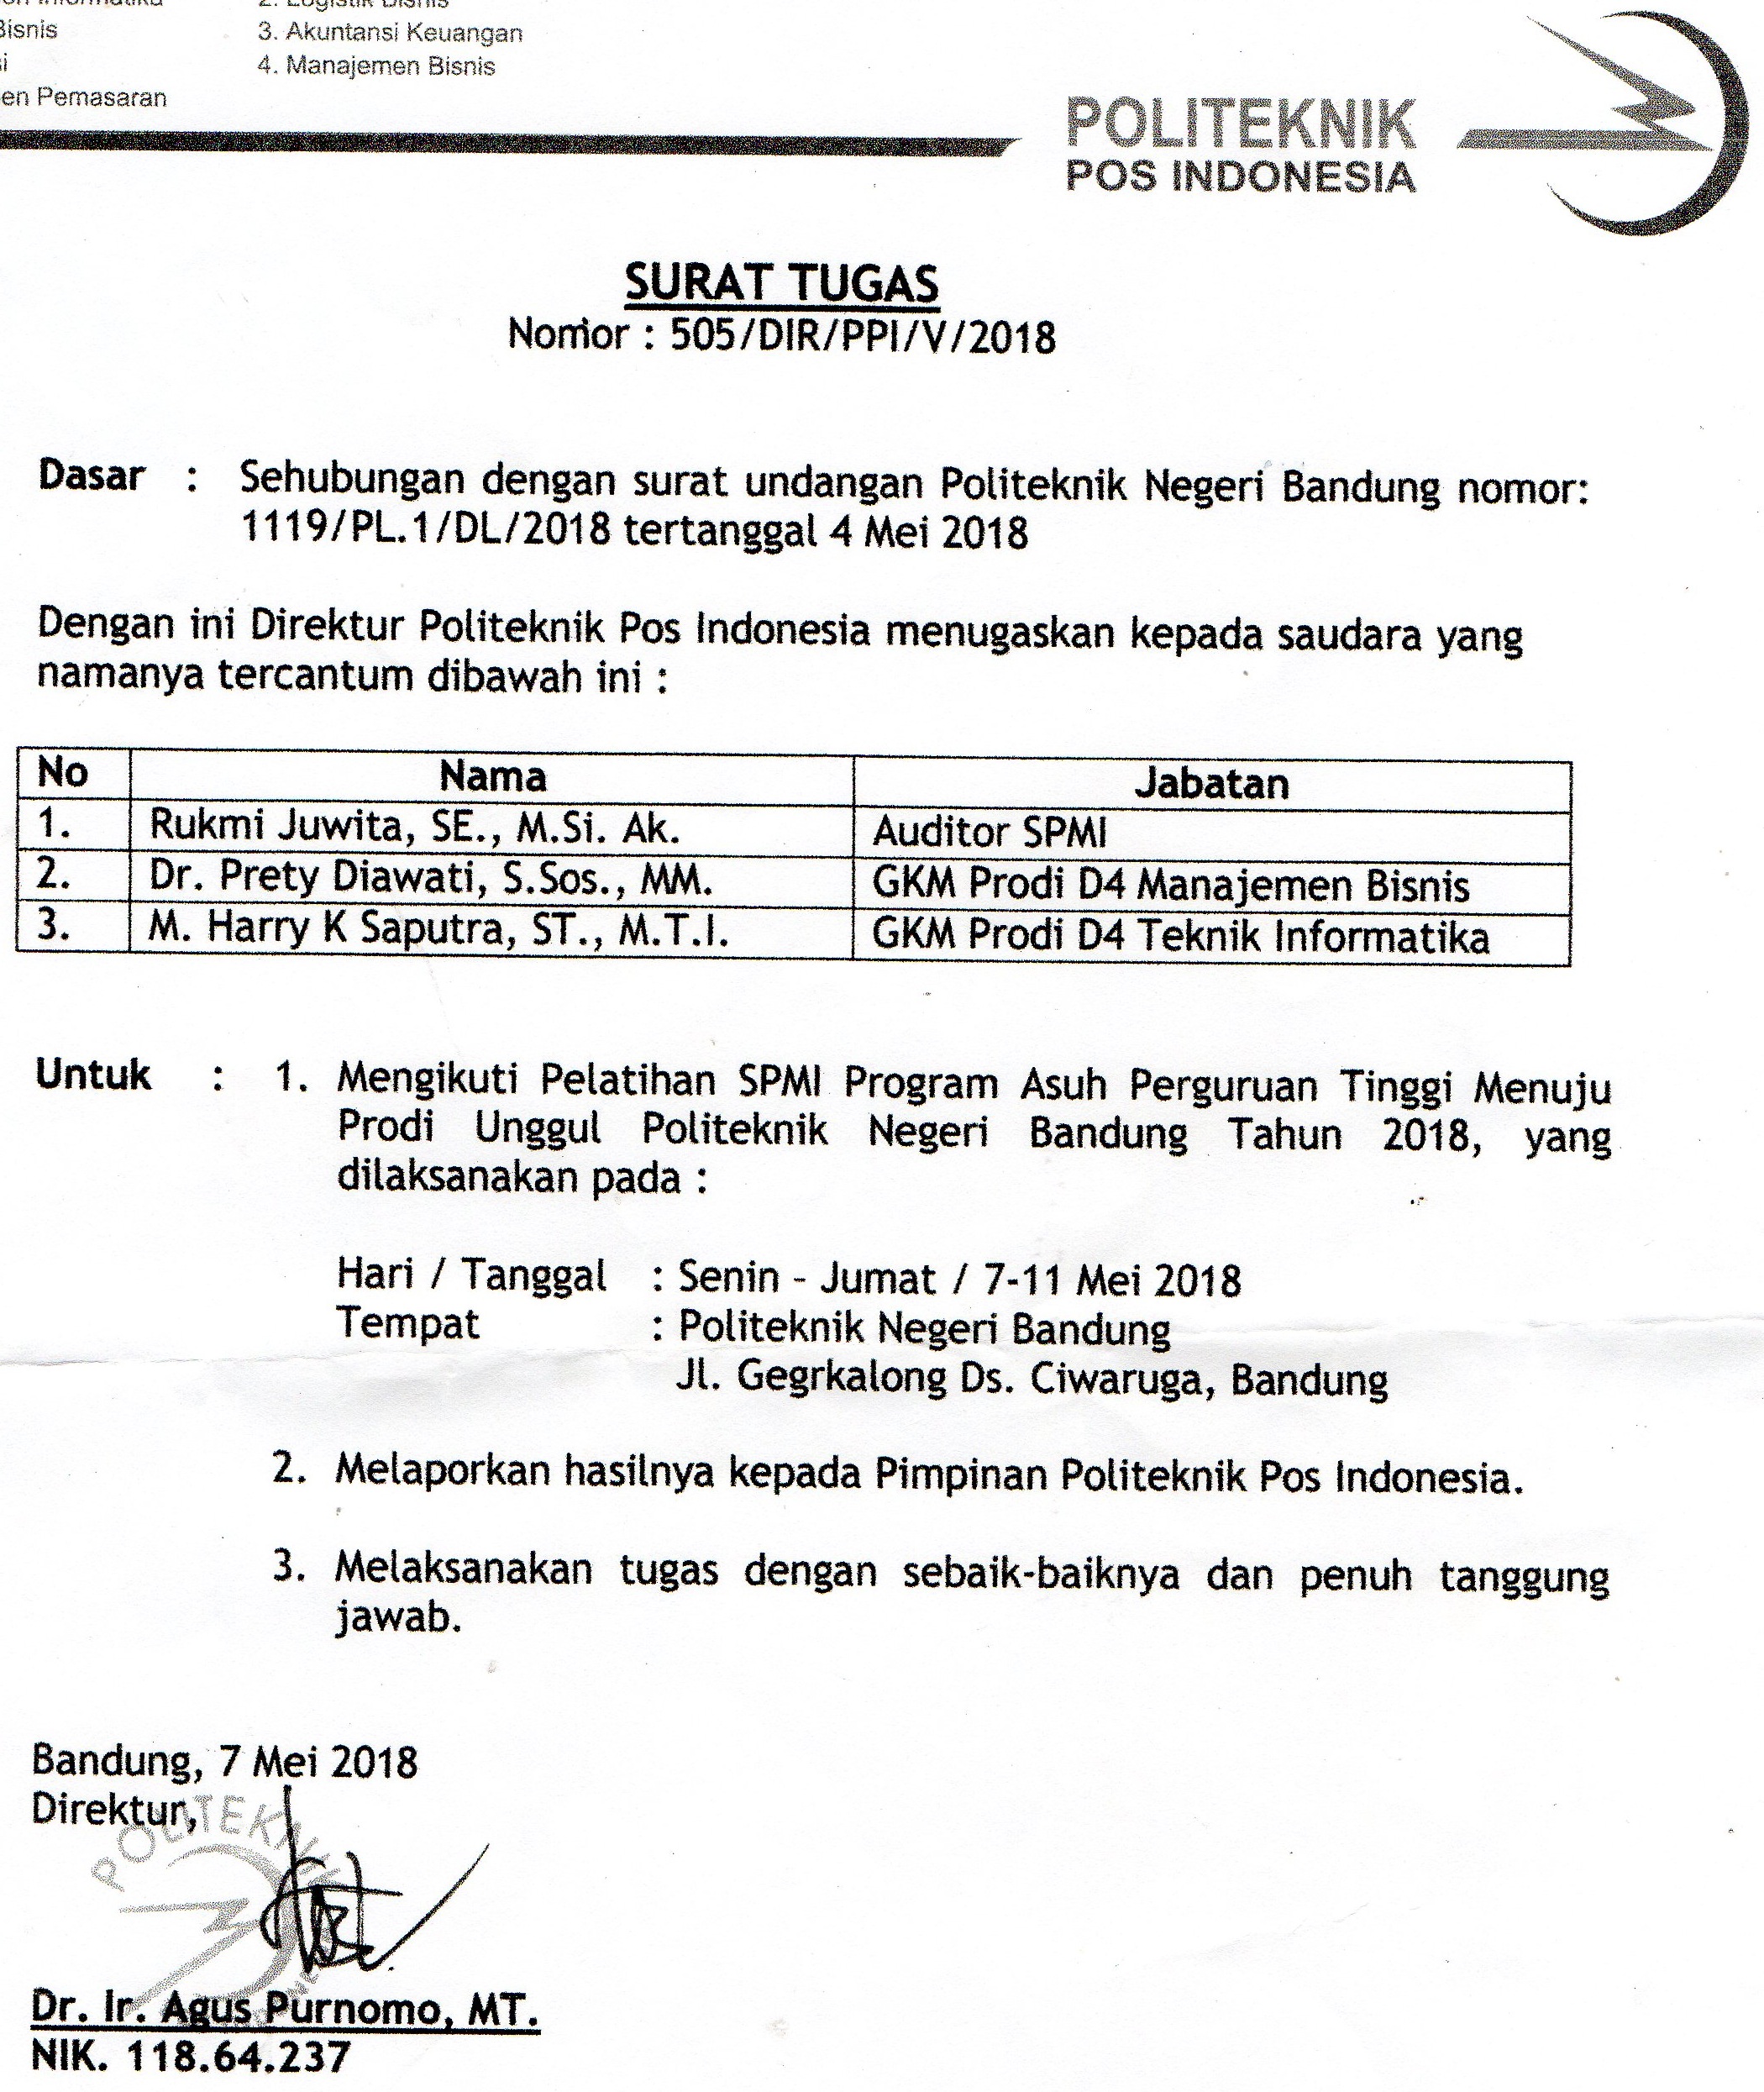 2. Logistik Bisnis
Bisnis
3. Akuntansi Keuangan
4. Manajemen Bisnis
Pemasaran
POLITEKNIK
POS INDONESIA
SURAT TUGAS
Nomor : 505/DIR/PPI/V/2018
Dasar : Sehubungan dengan surat undangan Politeknik Negeri Bandung nomor:
1119/PL.1/DL/2018 tertanggal 4 Mei 2018
Dengan ini Direktur Politeknik Pos Indonesia menugaskan kepada saudara yang
namanya tercantum dibawah ini :
No Nama Jabatan
1. Rukmi Juwita, SE., M.Si. Ak. Auditor SPMI
2. Dr. Prety Diawati, S.Sos., MM. GKM Prodi D4 Manajemen Bisnis
3. M. Harry K Saputra, ST., M.T.I. GKM Prodi D4 Teknik Informatika
Untuk : 1. Mengikuti Pelatihan SPMI Program Asuh Perguruan Tinggi Menuju
Prodi Unggul Politeknik Negeri Bandung Tahun 2018, yang
dilaksanakan pada :
Hari / Tanggal : Senin - Jumat / 7-11 Mei 2018
Tempat : Politeknik Negeri Bandung
Jl. Gegrkalong Ds. Ciwaruga, Bandung
2. Melaporkan hasilnya kepada Pimpinan Politeknik Pos Indonesia.
3. Melaksanakan tugas dengan sebaik-baiknya dan penuh tanggung
jawab.
Bandung, 7 Mei 2018
Direktur,
POLITEKNIK
Dr. Ir. Agus Purnomo, MT.
NIK. 118.64.237